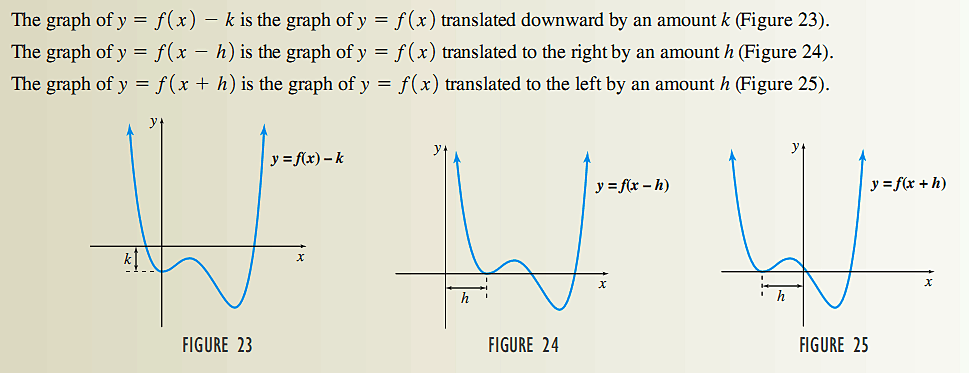 The graph of y = f(x) − k is the graph of y = f(x) translated downward by an amount k (Figure 23).
The graph of y = f(x − h) is the graph of y = f(x) translated to the right by an amount h (Figure 24).
The graph of y = f(x + h) is the graph of y = f(x) translated to the left by an amount h (Figure 25).
y
y = f(x) – k
k
x
FIGURE 23
y
y = f(x – h)
h
x
FIGURE 24
y
y = f(x + h)
h
x
FIGURE 25